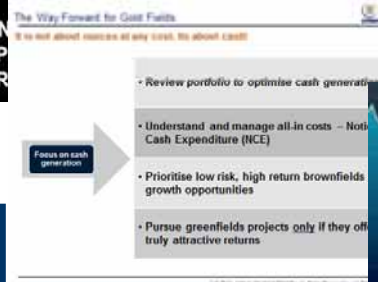 The Way Forward for Gold Fields
It is not about ounces at any cost. Its about cash!
N
P
R
• Review portfolio to optimise cash generation
• Understand and manage all-in costs – Noti
Cash Expenditure (NCE)
Focus on cash
generation
• Prioritise low risk, high return brownfields
growth opportunities
• Pursue greenfields projects only if they off
truly attractive returns